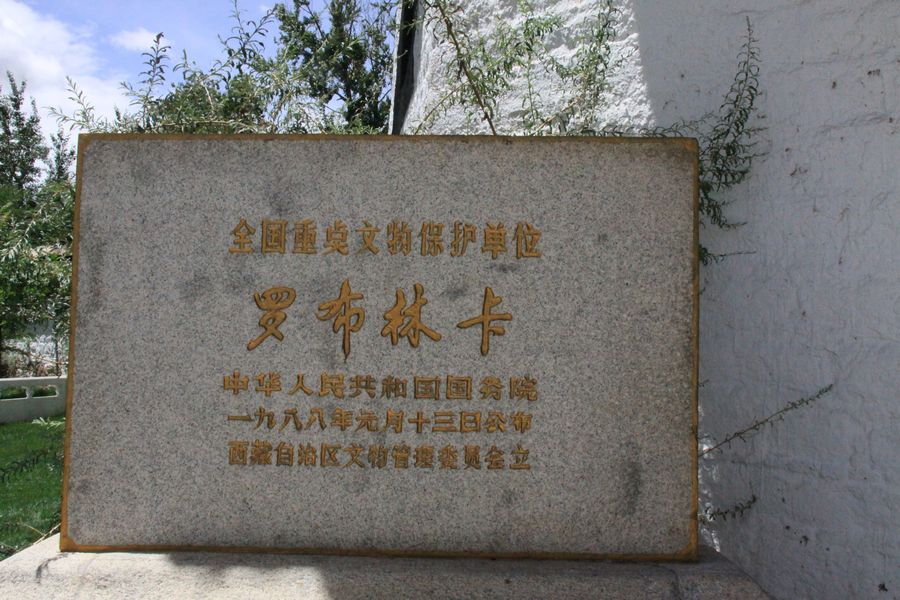 全国重点文物保护单位
罗布林卡
中华人民共和国国务院
一九八八年元月十三日公布
西藏自治区文物管理委员会立